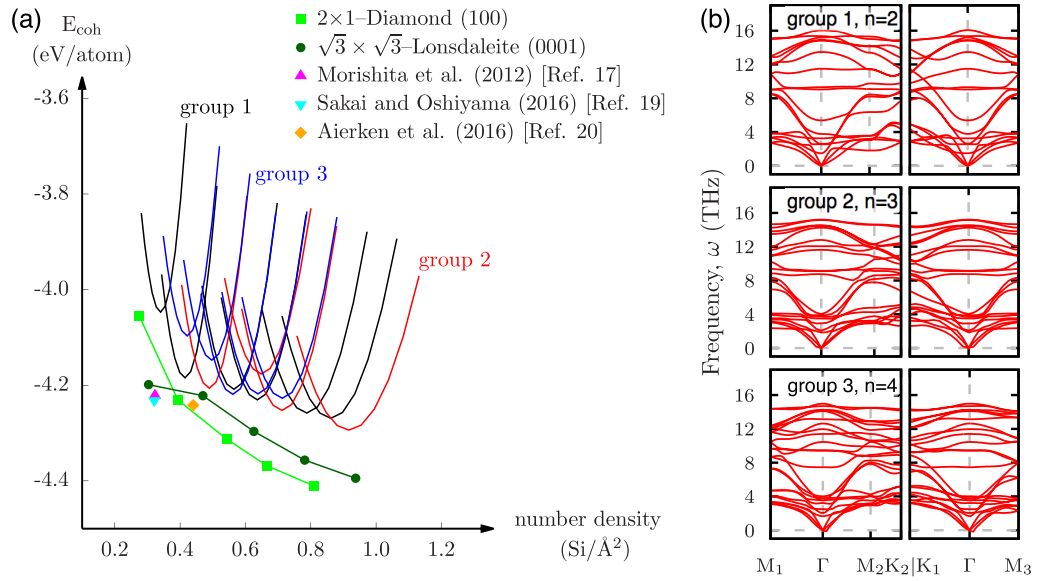 (a)
E_coh
(eV/atom)
2×1–Diamond (100)
√3 × √3–Lonsdaleite (0001)
Morishita et al. (2012) [Ref. 17]
Sakai and Oshiyama (2016) [Ref. 19]
Aierken et al. (2016) [Ref. 20]
-3.6
-3.8
-4.0
-4.2
-4.4
group 1
group 3
group 2
0.2 0.4 0.6 0.8 1.0 1.2
number density
(Si/Å²)
(b)
Frequency, ω (THz)
group 1, n=2
16
12
8
4
0
group 2, n=3
16
12
8
4
0
group 3, n=4
16
12
8
4
0
M₁ Γ M₂K₂|K₁ Γ M₃